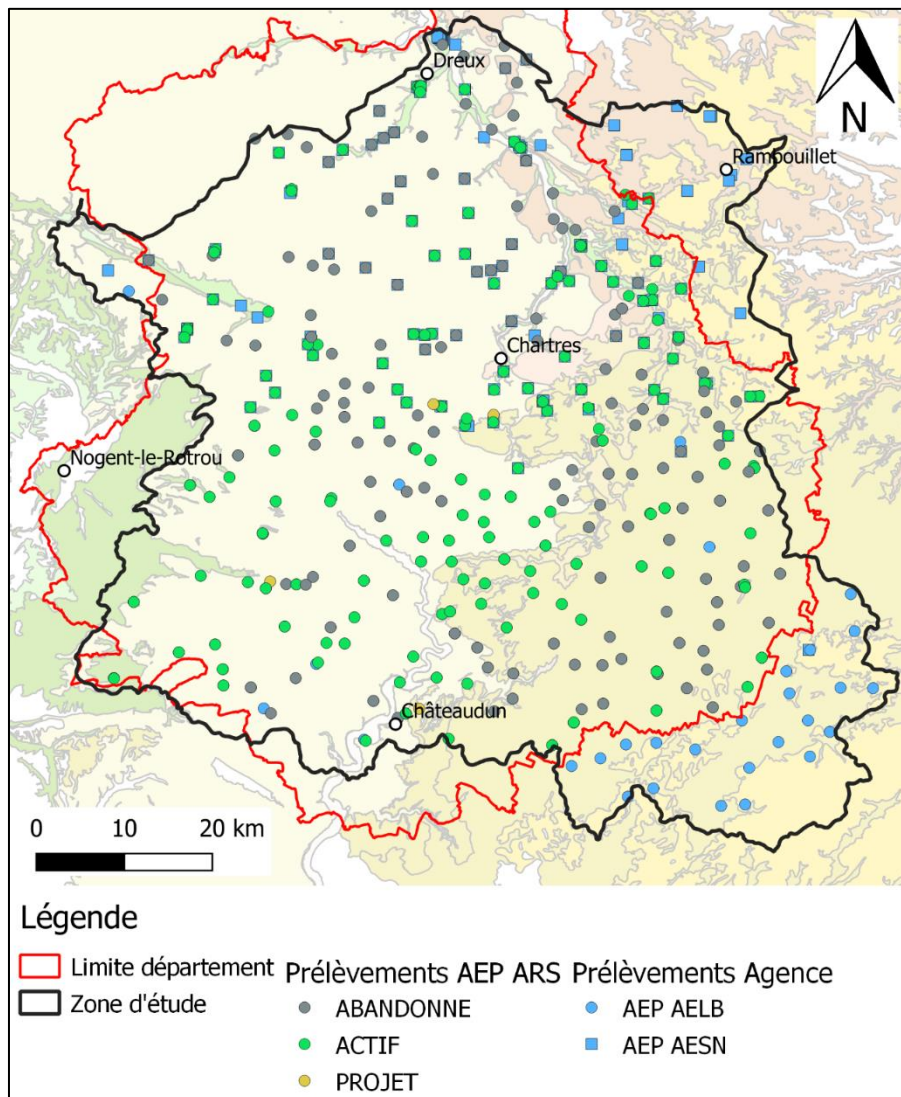 Dreux
N
Rambouillet
Chartres
Nogent-le-Rotrou
Châteaudun
0 10 20 km
Légende
Limite département
Zone d'étude
Prélèvements AEP ARS
ABANDONNE
ACTIF
PROJET
Prélèvements Agence
AEP AELB
AEP AESN